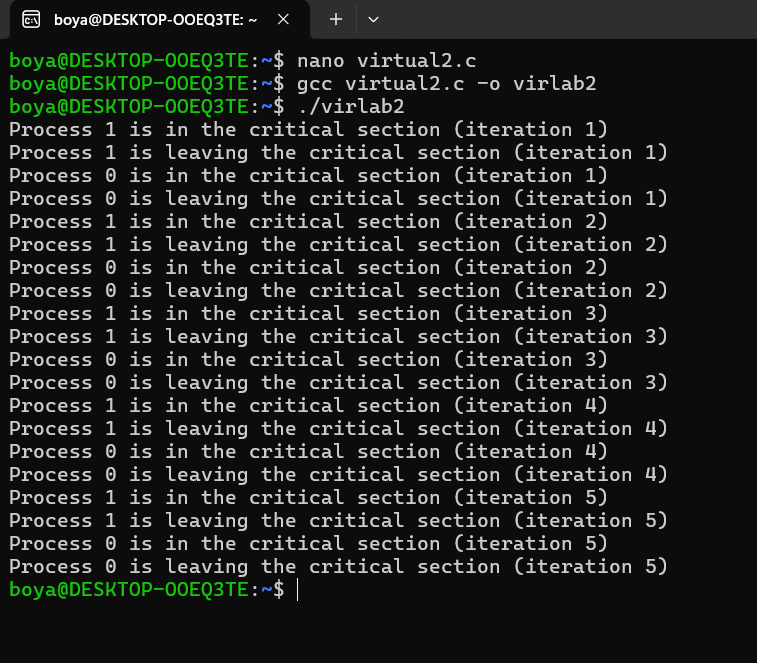 boya@DESKTOP-OOEQ3TE: ~
boya@DESKTOP-OOEQ3TE:~$ nano virtual2.c
boya@DESKTOP-OOEQ3TE:~$ gcc virtual2.c -o virlab2
boya@DESKTOP-OOEQ3TE:~$ ./virlab2
Process 1 is in the critical section (iteration 1)
Process 1 is leaving the critical section (iteration 1)
Process 0 is in the critical section (iteration 1)
Process 0 is leaving the critical section (iteration 1)
Process 1 is in the critical section (iteration 2)
Process 1 is leaving the critical section (iteration 2)
Process 0 is in the critical section (iteration 2)
Process 0 is leaving the critical section (iteration 2)
Process 1 is in the critical section (iteration 3)
Process 1 is leaving the critical section (iteration 3)
Process 0 is in the critical section (iteration 3)
Process 0 is leaving the critical section (iteration 3)
Process 1 is in the critical section (iteration 4)
Process 1 is leaving the critical section (iteration 4)
Process 0 is in the critical section (iteration 4)
Process 0 is leaving the critical section (iteration 4)
Process 1 is in the critical section (iteration 5)
Process 1 is leaving the critical section (iteration 5)
Process 0 is in the critical section (iteration 5)
Process 0 is leaving the critical section (iteration 5)
boya@DESKTOP-OOEQ3TE:~$